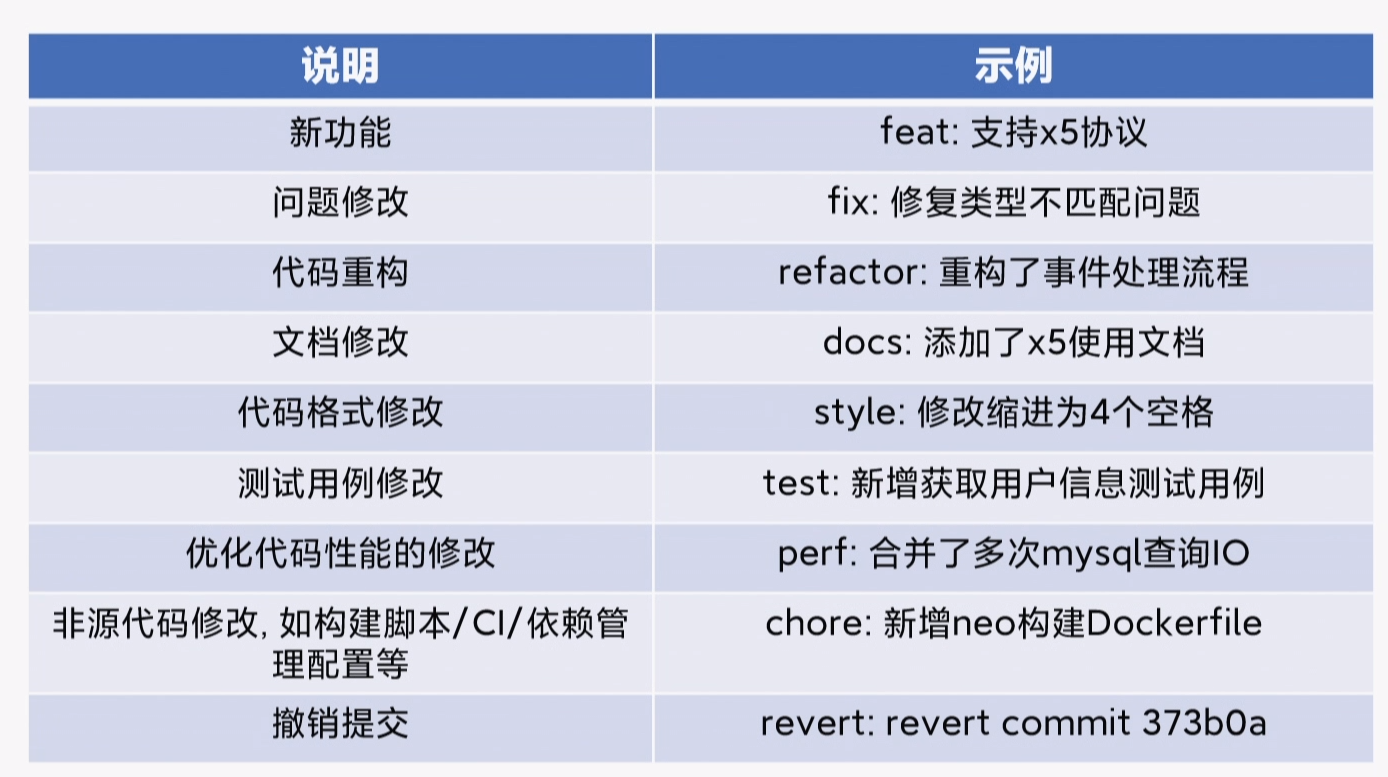 说明 示例
新功能 feat: 支持x5协议
问题修改 fix: 修复类型不匹配问题
代码重构 refactor: 重构了事件处理流程
文档修改 docs: 添加了x5使用文档
代码格式修改 style: 修改缩进为4个空格
测试用例修改 test: 新增获取用户信息测试用例
优化代码性能的修改 perf: 合并了多次mysql查询IO
非源代码修改, 如构建脚本/CI/依赖管 chore: 新增neo构建Dockerfile
理配置等
撤销提交 revert: revert commit 373b0a